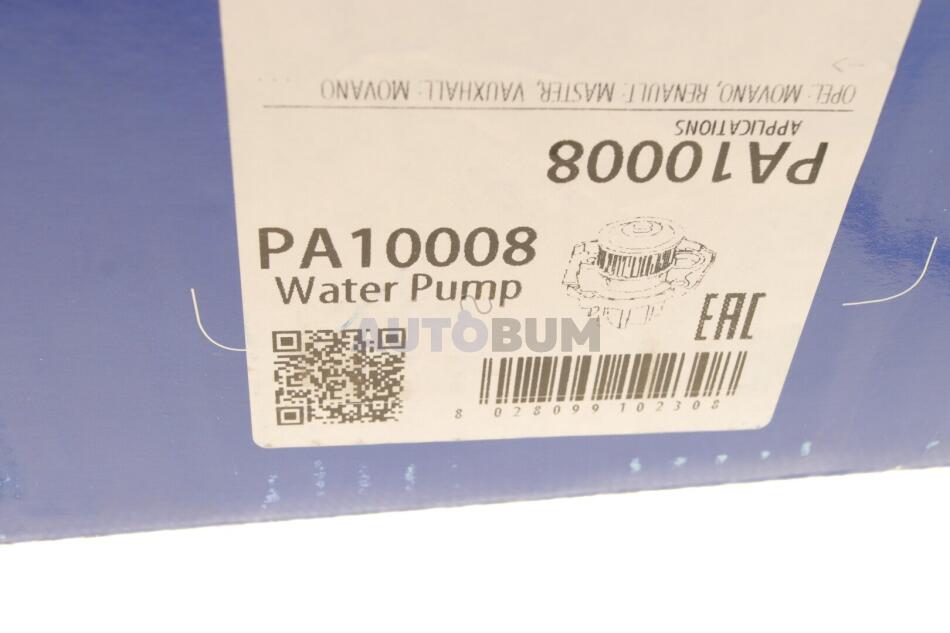 OPEL: MOVANO, RENAULT: MASTER, VAUXHALL: MOVANO
APPLICATIONS
PA10008
PA10008
Water Pump
EAC
AUTOBUM
8 028099 102308